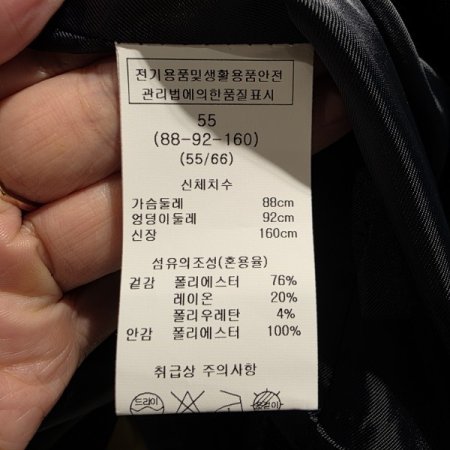 전기용품및생활용품안전
관리법에의한품질표시
55
(88-92-160)
(55/66)
신체치수
가슴둘레 88cm
엉덩이둘레 92cm
신장 160cm
섬유의조성(혼용율)
겉감 폴리에스터 76%
레이온 20%
폴리우레탄 4%
안감 폴리에스터 100%
취급상 주의사항
드라이